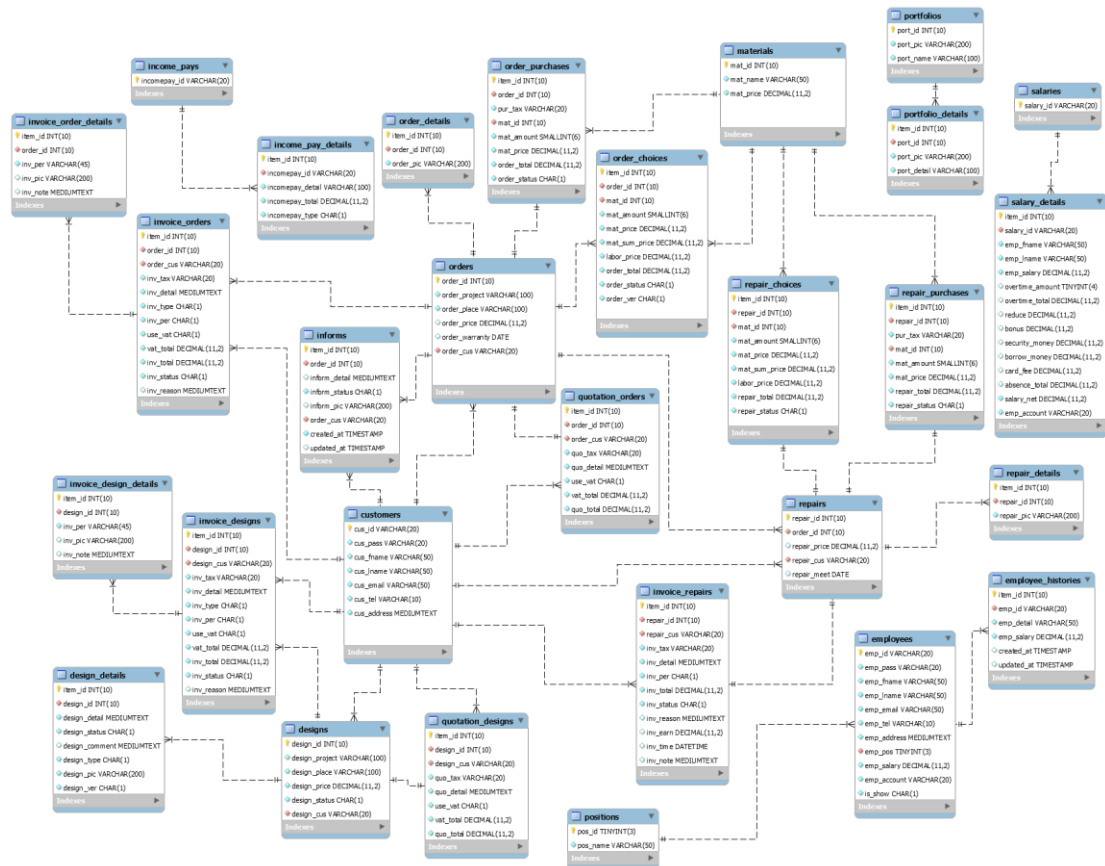 income_pays
incomepay_id VARCHAR(20)
Indexes
invoice_order_details
item_id INT(10)
order_id INT(10)
inv_per VARCHAR(45)
inv_pic VARCHAR(200)
inv_note MEDIUMTEXT
Indexes
income_pay_details
item_id INT(10)
incomepay_id VARCHAR(20)
incomepay_detail VARCHAR(100)
incomepay_total DECIMAL(11,2)
incomepay_type CHAR(1)
Indexes
order_details
item_id INT(10)
order_id INT(10)
order_pic VARCHAR(200)
Indexes
order_purchases
item_id INT(10)
order_id INT(10)
pur_tax VARCHAR(20)
mat_id INT(10)
mat_amount SMALLINT(6)
mat_price DECIMAL(11,2)
order_total DECIMAL(11,2)
order_status CHAR(1)
Indexes
materials
mat_id INT(10)
mat_name VARCHAR(50)
mat_price DECIMAL(11,2)
Indexes
portfolios
port_id INT(10)
port_pic VARCHAR(200)
port_name VARCHAR(100)
Indexes
salaries
salary_id VARCHAR(20)
Indexes
portfolio_details
item_id INT(10)
port_id INT(10)
port_pic VARCHAR(200)
port_detail VARCHAR(100)
Indexes
order_choices
item_id INT(10)
order_id INT(10)
mat_id INT(10)
mat_amount SMALLINT(6)
mat_price DECIMAL(11,2)
mat_sum_price DECIMAL(11,2)
labor_price DECIMAL(11,2)
order_total DECIMAL(11,2)
order_status CHAR(1)
order_ver CHAR(1)
Indexes
salary_details
item_id INT(10)
salary_id VARCHAR(20)
emp_fname VARCHAR(50)
emp_lname VARCHAR(50)
emp_salary DECIMAL(11,2)
overtime_amount TINYINT(4)
overtime_total DECIMAL(11,2)
reduce DECIMAL(11,2)
bonus DECIMAL(11,2)
security_money DECIMAL(11,2)
borrow_money DECIMAL(11,2)
card_fee DECIMAL(11,2)
absence_total DECIMAL(11,2)
salary_net DECIMAL(11,2)
emp_account VARCHAR(20)
Indexes
invoice_orders
item_id INT(10)
order_id INT(10)
order_cus VARCHAR(20)
inv_tax VARCHAR(20)
inv_detail MEDIUMTEXT
inv_type CHAR(1)
inv_per CHAR(1)
use_vat CHAR(1)
vat_total DECIMAL(11,2)
inv_total DECIMAL(11,2)
inv_status CHAR(1)
inv_reason MEDIUMTEXT
Indexes
orders
order_id INT(10)
order_project VARCHAR(100)
order_place VARCHAR(100)
order_price DECIMAL(11,2)
order_warranty DATE
order_cus VARCHAR(20)
Indexes
repair_choices
item_id INT(10)
repair_id INT(10)
mat_id INT(10)
mat_amount SMALLINT(6)
mat_price DECIMAL(11,2)
mat_sum_price DECIMAL(11,2)
labor_price DECIMAL(11,2)
repair_total DECIMAL(11,2)
repair_status CHAR(1)
Indexes
repair_purchases
item_id INT(10)
repair_id INT(10)
pur_tax VARCHAR(20)
mat_id INT(10)
mat_amount SMALLINT(6)
mat_price DECIMAL(11,2)
repair_total DECIMAL(11,2)
repair_status CHAR(1)
Indexes
informs
item_id INT(10)
order_id INT(10)
inform_detail MEDIUMTEXT
inform_status CHAR(1)
inform_pic VARCHAR(200)
order_cus VARCHAR(20)
created_at TIMESTAMP
updated_at TIMESTAMP
Indexes
quotation_orders
item_id INT(10)
order_id INT(10)
order_cus VARCHAR(20)
quo_tax VARCHAR(20)
quo_detail MEDIUMTEXT
use_vat CHAR(1)
vat_total DECIMAL(11,2)
quo_total DECIMAL(11,2)
Indexes
invoice_design_details
item_id INT(10)
design_id INT(10)
inv_per VARCHAR(45)
inv_pic VARCHAR(200)
inv_note MEDIUMTEXT
Indexes
invoice_designs
item_id INT(10)
design_id INT(10)
design_cus VARCHAR(20)
inv_tax VARCHAR(20)
inv_detail MEDIUMTEXT
inv_type CHAR(1)
inv_per CHAR(1)
use_vat CHAR(1)
vat_total DECIMAL(11,2)
inv_total DECIMAL(11,2)
inv_status CHAR(1)
inv_reason MEDIUMTEXT
Indexes
customers
cus_id VARCHAR(20)
cus_pass VARCHAR(20)
cus_fname VARCHAR(50)
cus_lname VARCHAR(50)
cus_email VARCHAR(50)
cus_tel VARCHAR(10)
cus_address MEDIUMTEXT
Indexes
repairs
repair_id INT(10)
order_id INT(10)
repair_price DECIMAL(11,2)
repair_cus VARCHAR(20)
repair_meet DATE
Indexes
repair_details
item_id INT(10)
repair_id INT(10)
repair_pic VARCHAR(200)
Indexes
employee_histories
item_id INT(10)
emp_id VARCHAR(20)
emp_detail VARCHAR(50)
emp_salary DECIMAL(11,2)
created_at TIMESTAMP
updated_at TIMESTAMP
Indexes
invoice_repairs
item_id INT(10)
repair_id INT(10)
repair_cus VARCHAR(20)
inv_tax VARCHAR(20)
inv_detail MEDIUMTEXT
inv_per CHAR(1)
inv_total DECIMAL(11,2)
inv_status CHAR(1)
inv_reason MEDIUMTEXT
inv_earn DECIMAL(11,2)
inv_time DATETIME
inv_note MEDIUMTEXT
Indexes
employees
emp_id VARCHAR(20)
emp_pass VARCHAR(20)
emp_fname VARCHAR(50)
emp_lname VARCHAR(50)
emp_email VARCHAR(50)
emp_tel VARCHAR(10)
emp_address MEDIUMTEXT
emp_pos TINYINT(3)
emp_salary DECIMAL(11,2)
emp_account VARCHAR(20)
is_show CHAR(1)
Indexes
design_details
item_id INT(10)
design_id INT(10)
design_detail MEDIUMTEXT
design_status CHAR(1)
design_comment MEDIUMTEXT
design_type CHAR(1)
design_pic VARCHAR(200)
design_ver CHAR(1)
Indexes
designs
design_id INT(10)
design_project VARCHAR(100)
design_place VARCHAR(100)
design_price DECIMAL(11,2)
design_status CHAR(1)
design_cus VARCHAR(20)
Indexes
quotation_designs
item_id INT(10)
design_id INT(10)
design_cus VARCHAR(20)
quo_tax VARCHAR(20)
quo_detail MEDIUMTEXT
use_vat CHAR(1)
vat_total DECIMAL(11,2)
quo_total DECIMAL(11,2)
Indexes
positions
pos_id TINYINT(3)
pos_name VARCHAR(50)
Indexes